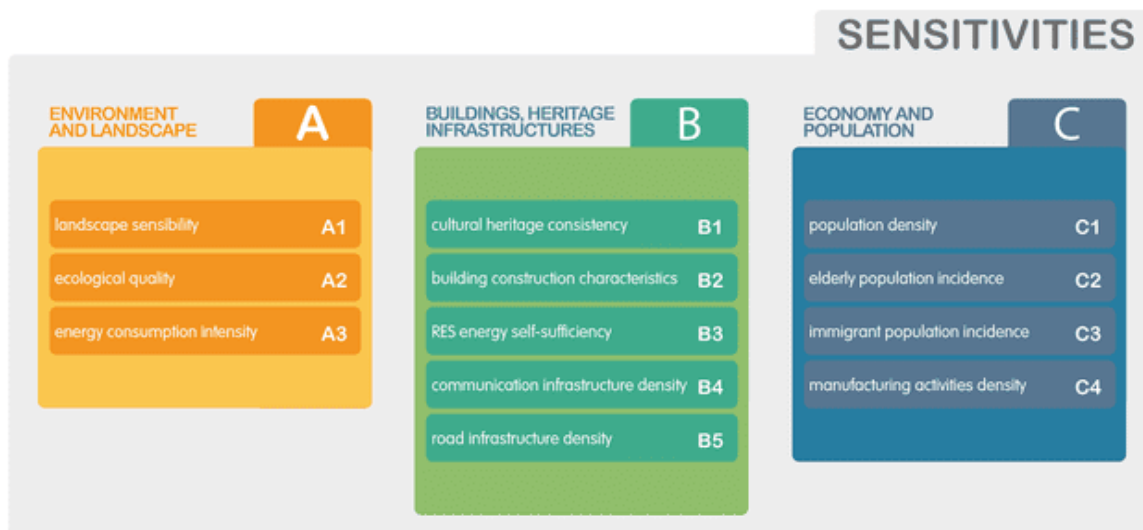 SENSITIVITIES
ENVIRONMENT
AND LANDSCAPE
A
landscape sensibility A1
ecological quality A2
energy consumption intensity A3
BUILDINGS, HERITAGE
INFRASTRUCTURES
B
cultural heritage consistency B1
building construction characteristics B2
RES energy self-sufficiency B3
communication infrastructure density B4
road infrastructure density B5
ECONOMY AND
POPULATION
C
population density C1
elderly population incidence C2
immigrant population incidence C3
manufacturing activities density C4